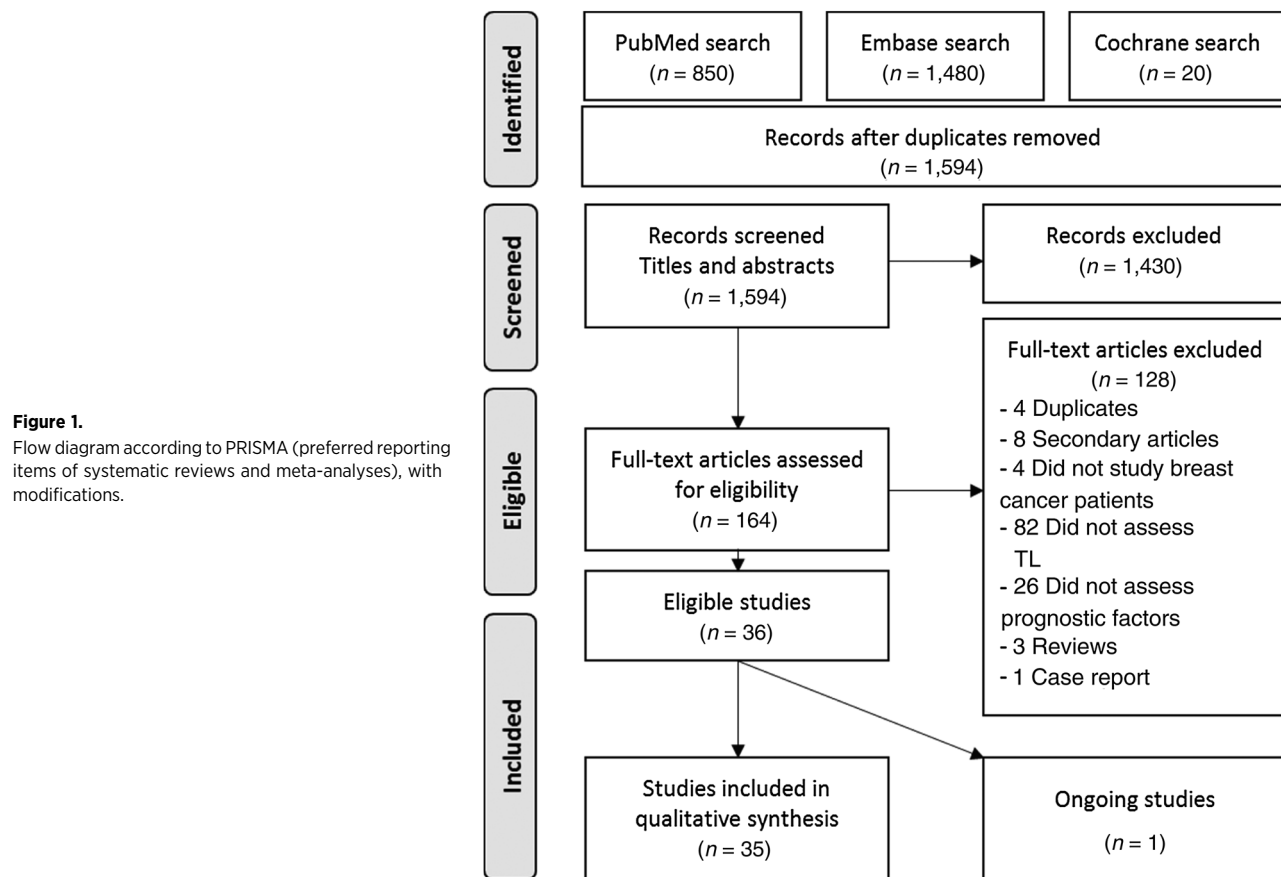 Identified
PubMed search
(n = 850)
Embase search
(n = 1,480)
Cochrane search
(n = 20)
Records after duplicates removed
(n = 1,594)
Screened
Records screened
Titles and abstracts
(n = 1,594)
Records excluded
(n = 1,430)
Eligible
Full-text articles assessed
for eligibility
(n = 164)
Full-text articles excluded
(n = 128)
- 4 Duplicates
- 8 Secondary articles
- 4 Did not study breast
cancer patients
- 82 Did not assess
TL
- 26 Did not assess
prognostic factors
- 3 Reviews
- 1 Case report
Eligible studies
(n = 36)
Included
Studies included in
qualitative synthesis
(n = 35)
Ongoing studies
(n = 1)
Figure 1.
Flow diagram according to PRISMA (preferred reporting
items of systematic reviews and meta-analyses), with
modifications.